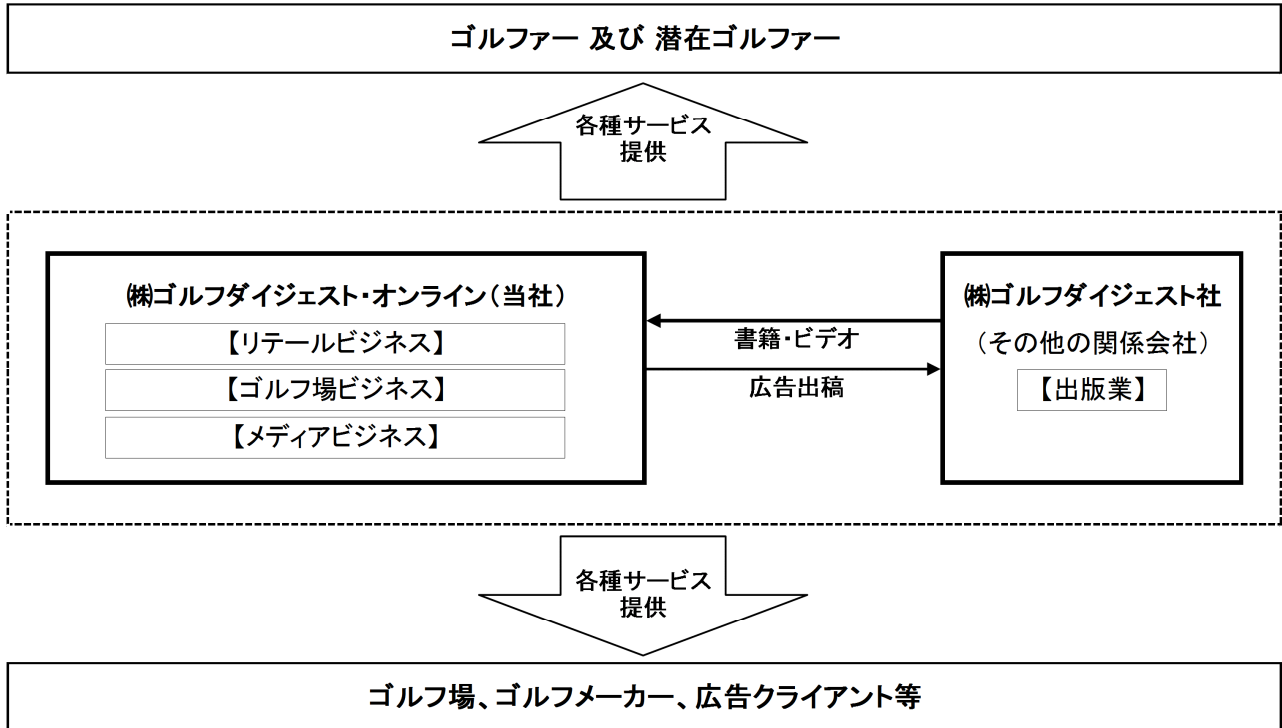 ゴルファー 及び 潜在ゴルファー
各種サービス
提供
㈱ゴルフダイジェスト・オンライン（当社）
【リテールビジネス】
【ゴルフ場ビジネス】
【メディアビジネス】
書籍・ビデオ
広告出稿
㈱ゴルフダイジェスト社
（その他の関係会社）
【出版業】
各種サービス
提供
ゴルフ場、ゴルフメーカー、広告クライアント等